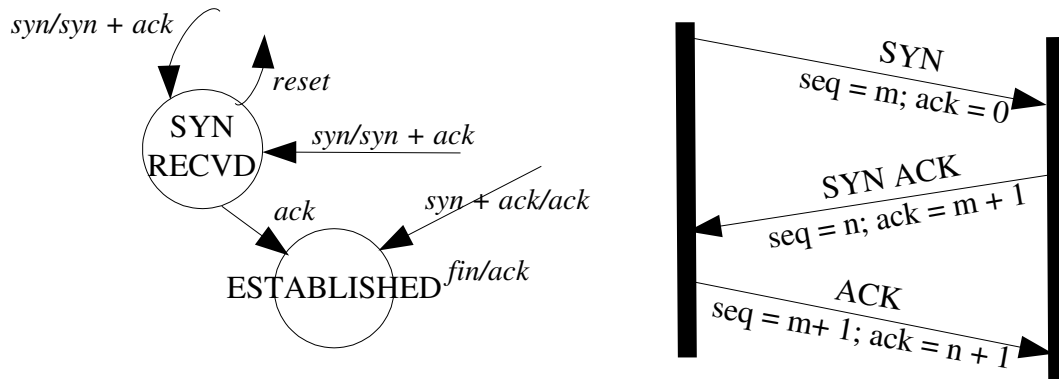 syn/syn + ack
reset
SYN
RECVD
syn/syn + ack
ack
syn + ack/ack
ESTABLISHED
fin/ack
SYN
seq = m; ack = 0
SYN ACK
seq = n; ack = m + 1
ACK
seq = m+ 1; ack = n + 1